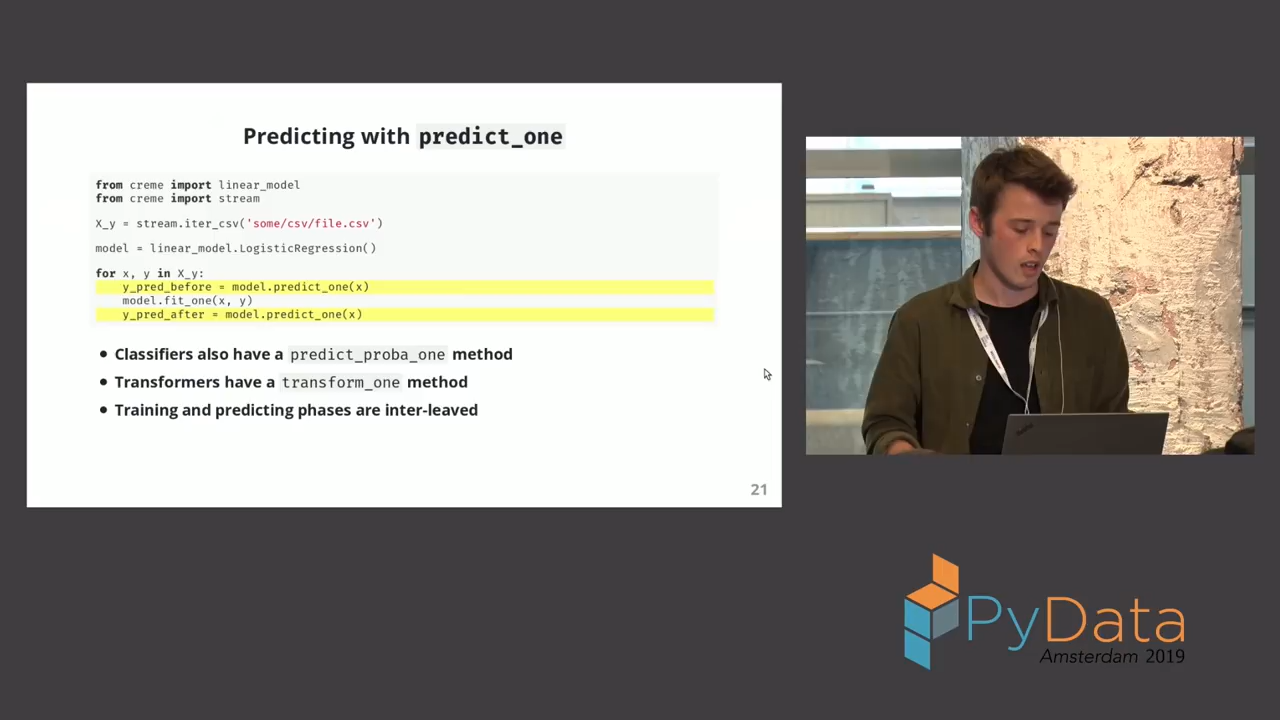 Predicting with predict_one
from creme import linear_model
from creme import stream
X_y = stream.iter_csv('some/csv/file.csv')
model = linear_model.LogisticRegression()
for x, y in X_y:
y_pred_before = model.predict_one(x)
model.fit_one(x, y)
y_pred_after = model.predict_one(x)
• Classifiers also have a predict_proba_one method
• Transformers have a transform_one method
• Training and predicting phases are inter-leaved
21
PyData
Amsterdam 2019